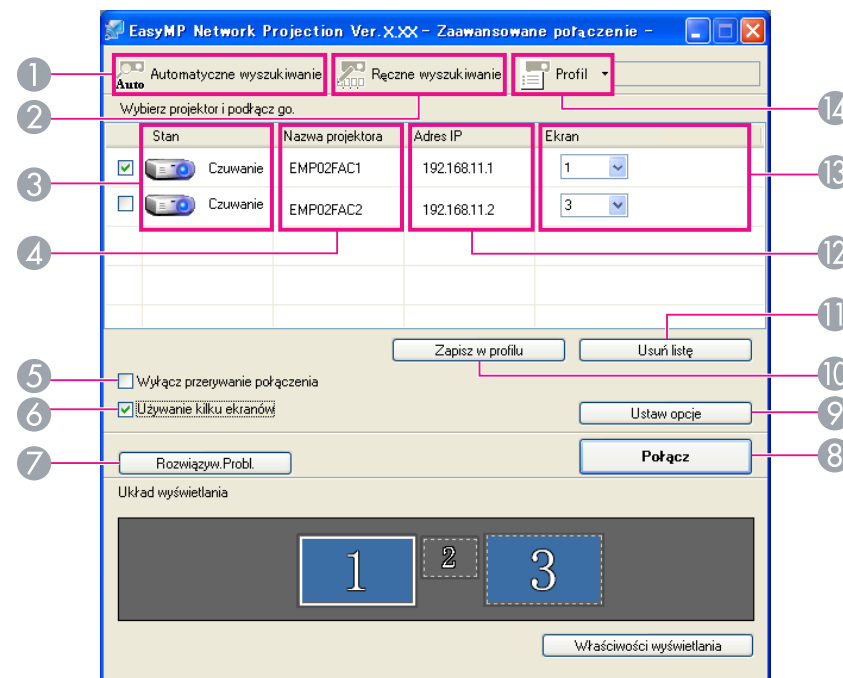 EasyMP Network Projection Ver.X.XX - Zaawansowane połączenie -
1
Auto Automatyczne wyszukiwanie
Ręczne wyszukiwanie
Profil
2
14
Wybierz projektor i podłącz go.
Stan Nazwa projektora Adres IP Ekran
3
Czuwanie EMP02FAC1 192.168.11.1 1
13
Czuwanie EMP02FAC2 192.168.11.2 3
4
12
11
Zapisz w profilu Usuń listę
5
Wyłącz przerywanie połączenia
10
6
Używanie kilku ekranów
Ustaw opcje
9
7
Rozwiązyw.Probl.
Połącz
8
Układ wyświetlania
1 2 3
Właściwości wyświetlania